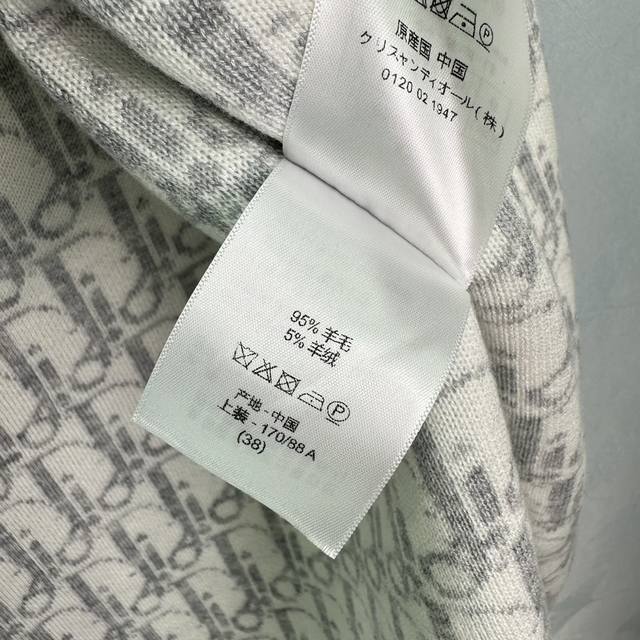 原産国 中国
クリスチャンディオール(株)
0120 02 1947
95% 羊毛
5% 羊绒
产地 - 中国
上装 - 170/88 A
(38)